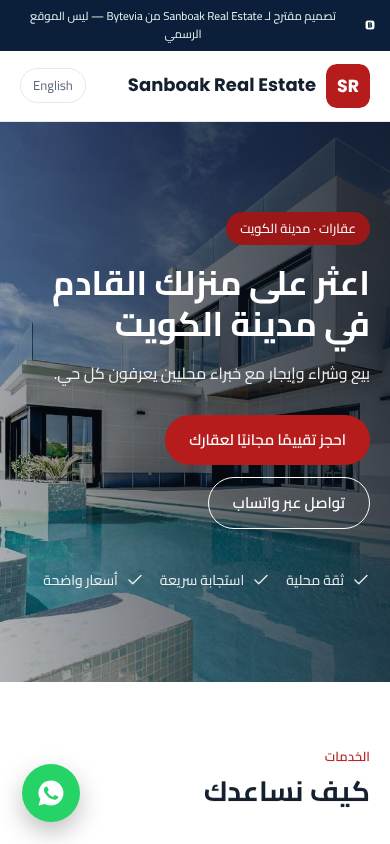 تصميم مقترح لـ Sanboak Real Estate من Bytevia — ليس الموقع
الرسمي
B
SR
Sanboak Real Estate
English
عقارات · مدينة الكويت
اعثر على منزلك القادم
في مدينة الكويت
بيع وشراء وإيجار مع خبراء محليين يعرفون كل حي.
احجز تقييمًا مجانيًا لعقارك
تواصل عبر واتساب
ثقة محلية
استجابة سريعة
أسعار واضحة
الخدمات
كيف نساعدك